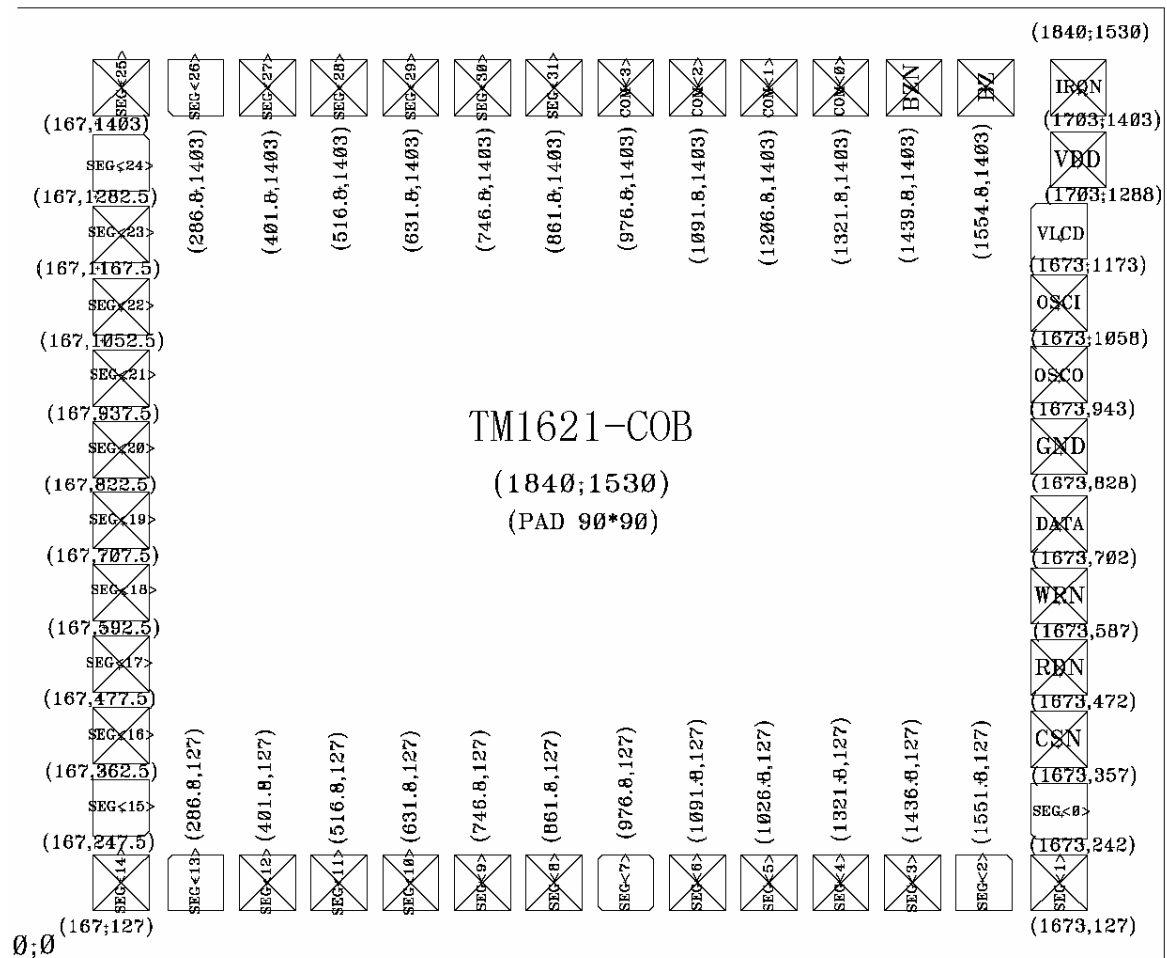 (1840;1530)
SEG<25> SEG<26> SEG<27> SEG<28> SEG<29> SEG<30> SEG<31> COM<3> COM<2> COM<1> COM<0> BZN BZ IRQN
(167,1403) (286.8,1403) (401.8,1403) (516.8,1403) (631.8,1403) (746.8,1403) (861.8,1403) (976.8,1403) (1091.8,1403) (1206.8,1403) (1321.8,1403) (1439.8,1403) (1554.8,1403) (1703;1403)
SEG<24> VDD
(167,1282.5) (1703;1288)
SEG<23> VLCD
(167,1167.5) (1673;1173)
SEG<22> OSCI
(167,1052.5) (1673;1058)
SEG<21> OSCO
(167,937.5) (1673,943)
TM1621-COB
SEG<20> GND
(167,822.5) (1840;1530) (1673,828)
SEG<19> (PAD 90*90) DATA
(167,707.5) (1673,702)
SEG<18> WRN
(167,592.5) (1673,587)
SEG<17> RDN
(167,477.5) (1673,472)
SEG<16> CSN
(167,362.5) (1673,357)
SEG<15> (286.8,127) (401.8,127) (516.8,127) (631.8,127) (746.8,127) (861.8,127) (976.8,127) (1091.8,127) (1026.8,127) (1321.8,127) (1436.8,127) (1551.8,127) SEG<0>
(167,247.5) (1673,242)
SEG<14> SEG<13> SEG<12> SEG<11> SEG<10> SEG<9> SEG<8> SEG<7> SEG<6> SEG<5> SEG<4> SEG<3> SEG<2> SEG<1>
(167;127) (1673,127)
0;0